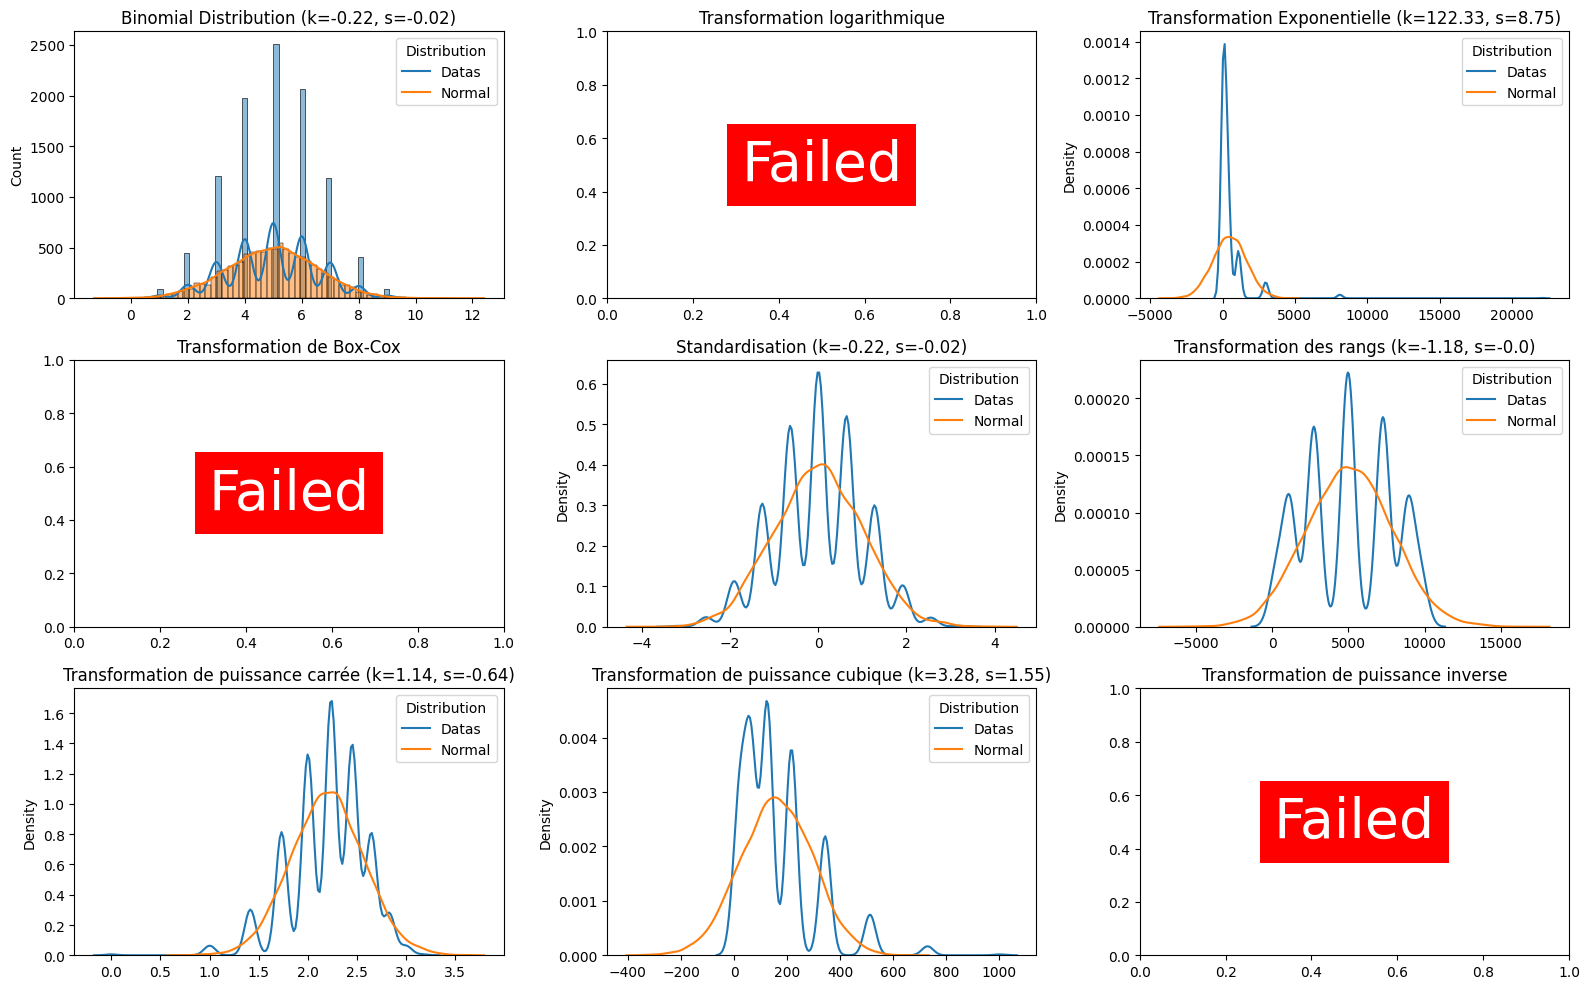 Binomial Distribution (k=-0.22, s=-0.02)
Count
2500
2000
1500
1000
500
0
0 2 4 6 8 10 12
Distribution
Datas
Normal
Transformation logarithmique
1.0
0.8
0.6
0.4
0.2
0.0
0.0 0.2 0.4 0.6 0.8 1.0
Failed
Transformation Exponentielle (k=122.33, s=8.75)
Density
0.0014
0.0012
0.0010
0.0008
0.0006
0.0004
0.0002
0.0000
−5000 0 5000 10000 15000 20000
Distribution
Datas
Normal
Transformation de Box-Cox
1.0
0.8
0.6
0.4
0.2
0.0
0.0 0.2 0.4 0.6 0.8 1.0
Failed
Standardisation (k=-0.22, s=-0.02)
Density
0.6
0.5
0.4
0.3
0.2
0.1
0.0
−4 −2 0 2 4
Distribution
Datas
Normal
Transformation des rangs (k=-1.18, s=-0.0)
Density
0.00020
0.00015
0.00010
0.00005
0.00000
−5000 0 5000 10000 15000
Distribution
Datas
Normal
Transformation de puissance carrée (k=1.14, s=-0.64)
Density
1.6
1.4
1.2
1.0
0.8
0.6
0.4
0.2
0.0
0.0 0.5 1.0 1.5 2.0 2.5 3.0 3.5
Distribution
Datas
Normal
Transformation de puissance cubique (k=3.28, s=1.55)
Density
0.004
0.003
0.002
0.001
0.000
−400 −200 0 200 400 600 800 1000
Distribution
Datas
Normal
Transformation de puissance inverse
1.0
0.8
0.6
0.4
0.2
0.0
0.0 0.2 0.4 0.6 0.8 1.0
Failed